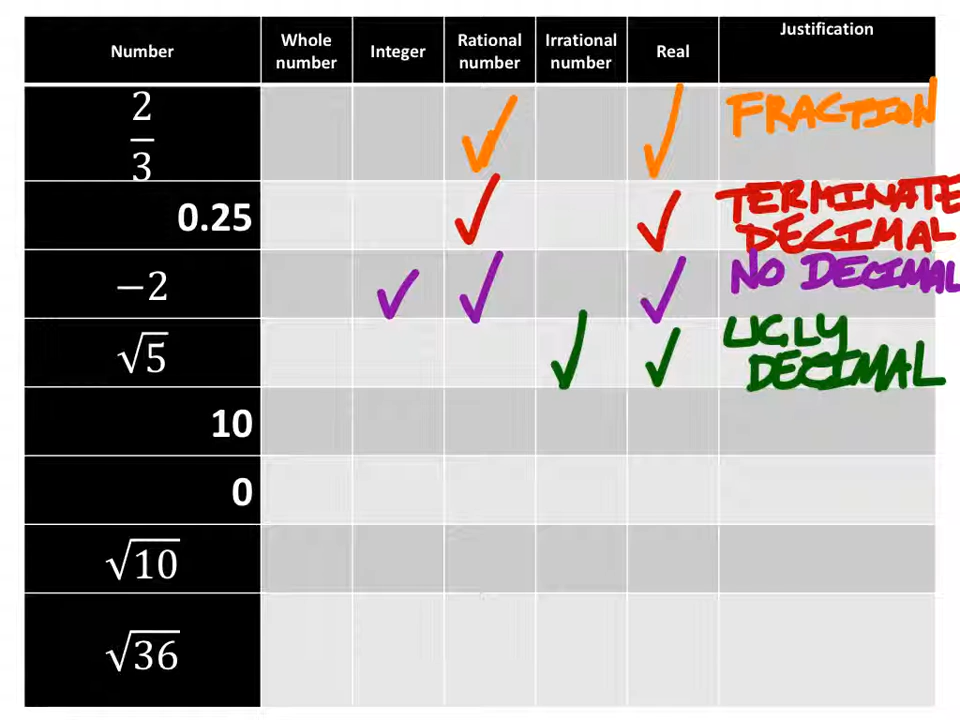 Number Whole number Integer Rational number Irrational number Real Justification
2/3 ✓ ✓ FRACTION
0.25 ✓ ✓ TERMINATE DECIMAL
−2 ✓ ✓ ✓ NO DECIMAL
√5 ✓ ✓ UGLY DECIMAL
10
0
√10
√36